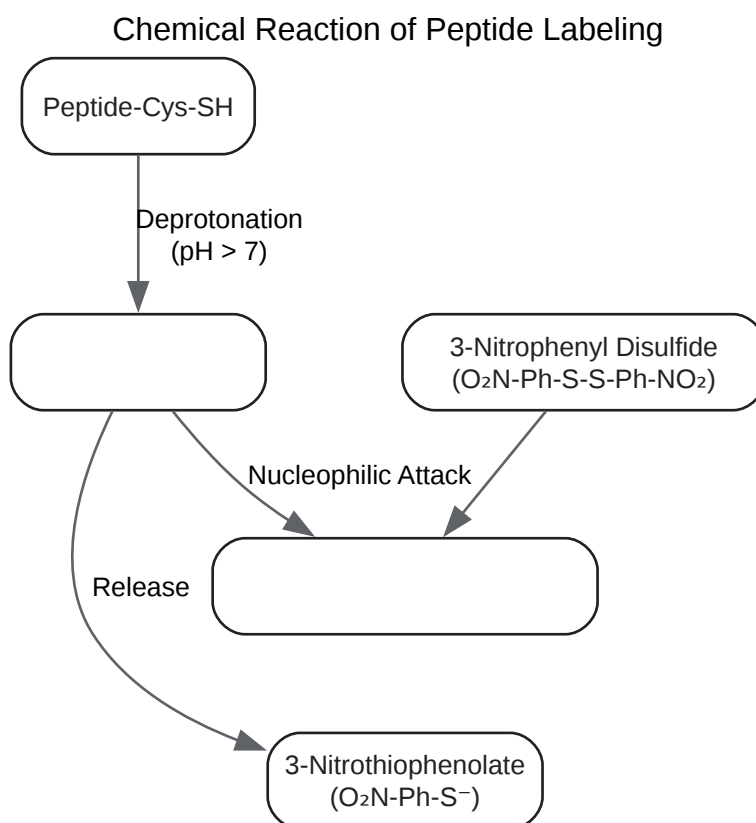 Chemical Reaction of Peptide Labeling
Peptide-Cys-SH
Deprotonation
(pH > 7)
3-Nitrophenyl Disulfide
(O₂N-Ph-S-S-Ph-NO₂)
Nucleophilic Attack
Release
3-Nitrothiophenolate
(O₂N-Ph-S⁻)